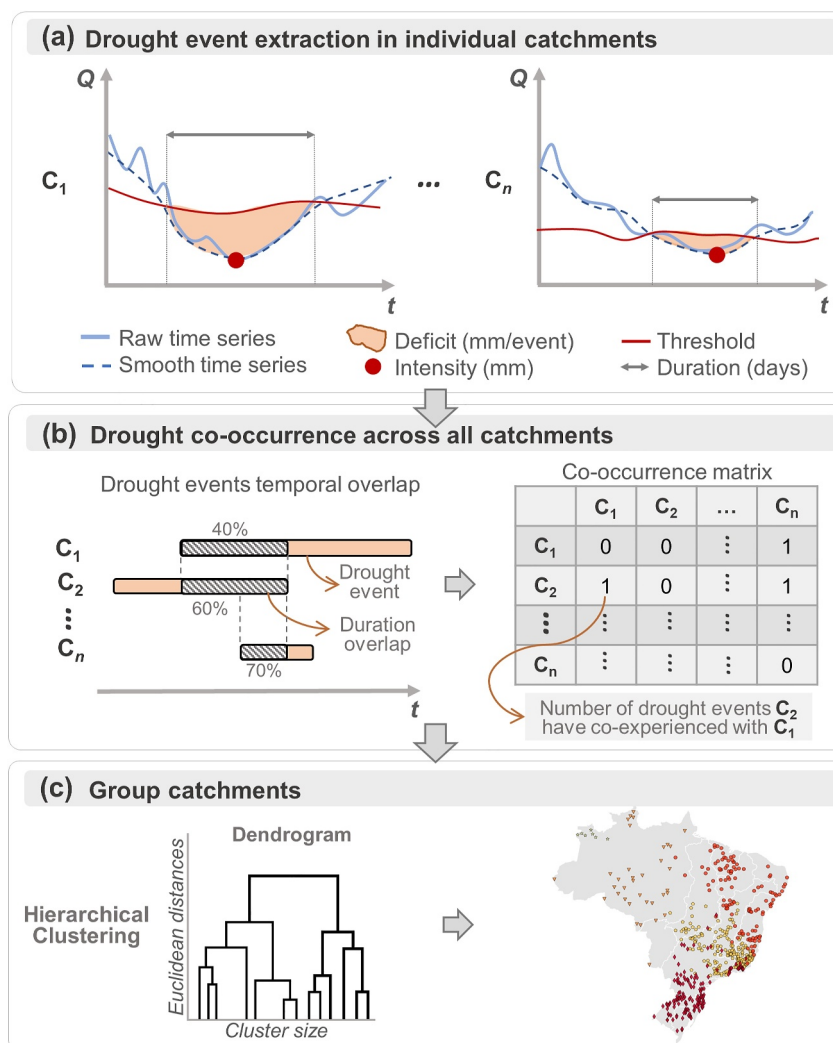 (a) Drought event extraction in individual catchments
Q
Q
C1
...
Cn
t
t
Raw time series
Deficit (mm/event)
Threshold
Smooth time series
Intensity (mm)
Duration (days)
(b) Drought co-occurrence across all catchments
Drought events temporal overlap
Co-occurrence matrix
40%
C1
Drought
event
C2
60%
Duration
overlap
⋮
Cn
70%
t
C1 C2 ... Cn
C1 0 0 ⋮ 1
C2 1 0 ⋮ 1
⋮ ⋮ ⋮ ⋮ ⋮
Cn ⋮ ⋮ ⋮ 0
Number of drought events C2
have co-experienced with C1
(c) Group catchments
Dendrogram
Euclidean distances
Hierarchical
Clustering
Cluster size